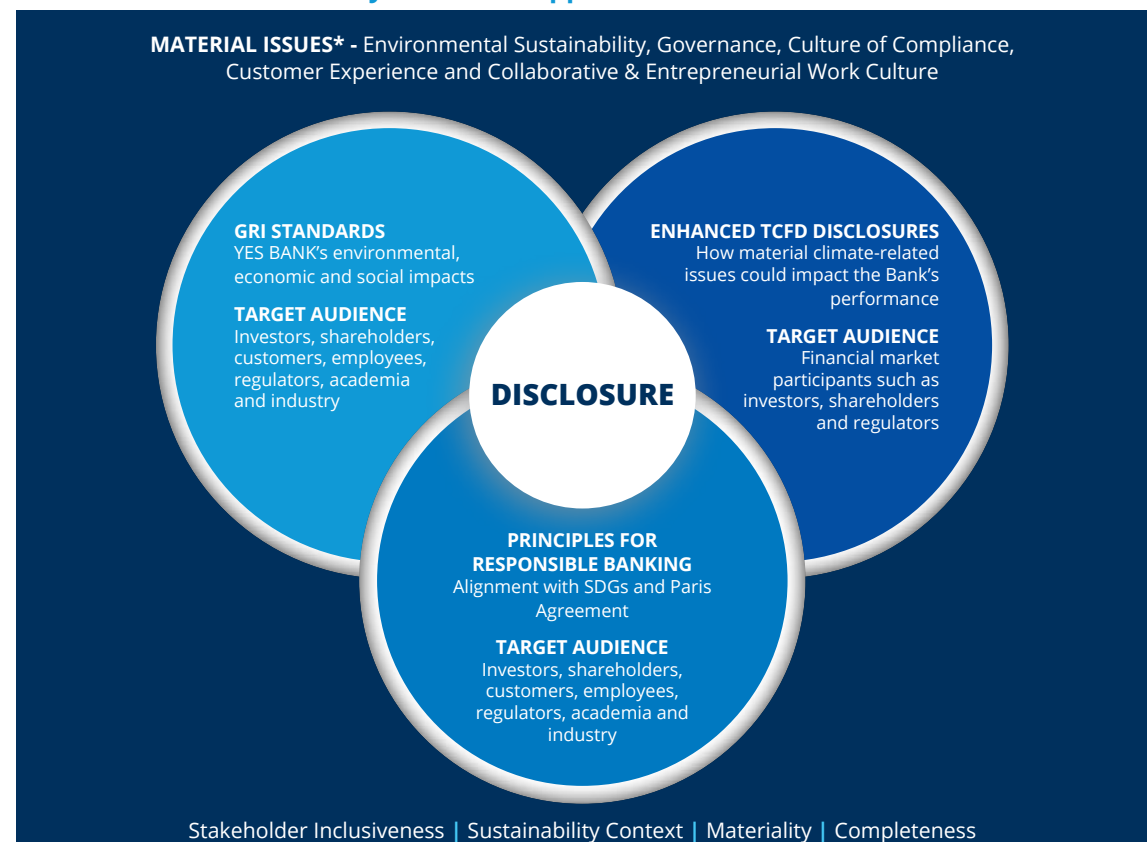 MATERIAL ISSUES* - Environmental Sustainability, Governance, Culture of Compliance,
Customer Experience and Collaborative & Entrepreneurial Work Culture
GRI STANDARDS
YES BANK’s environmental,
economic and social impacts
TARGET AUDIENCE
Investors, shareholders,
customers, employees,
regulators, academia
and industry
ENHANCED TCFD DISCLOSURES
How material climate-related
issues could impact the Bank’s
performance
TARGET AUDIENCE
Financial market
participants such as
investors, shareholders
and regulators
DISCLOSURE
PRINCIPLES FOR
RESPONSIBLE BANKING
Alignment with SDGs and Paris
Agreement
TARGET AUDIENCE
Investors, shareholders,
customers, employees,
regulators, academia and
industry
Stakeholder Inclusiveness | Sustainability Context | Materiality | Completeness